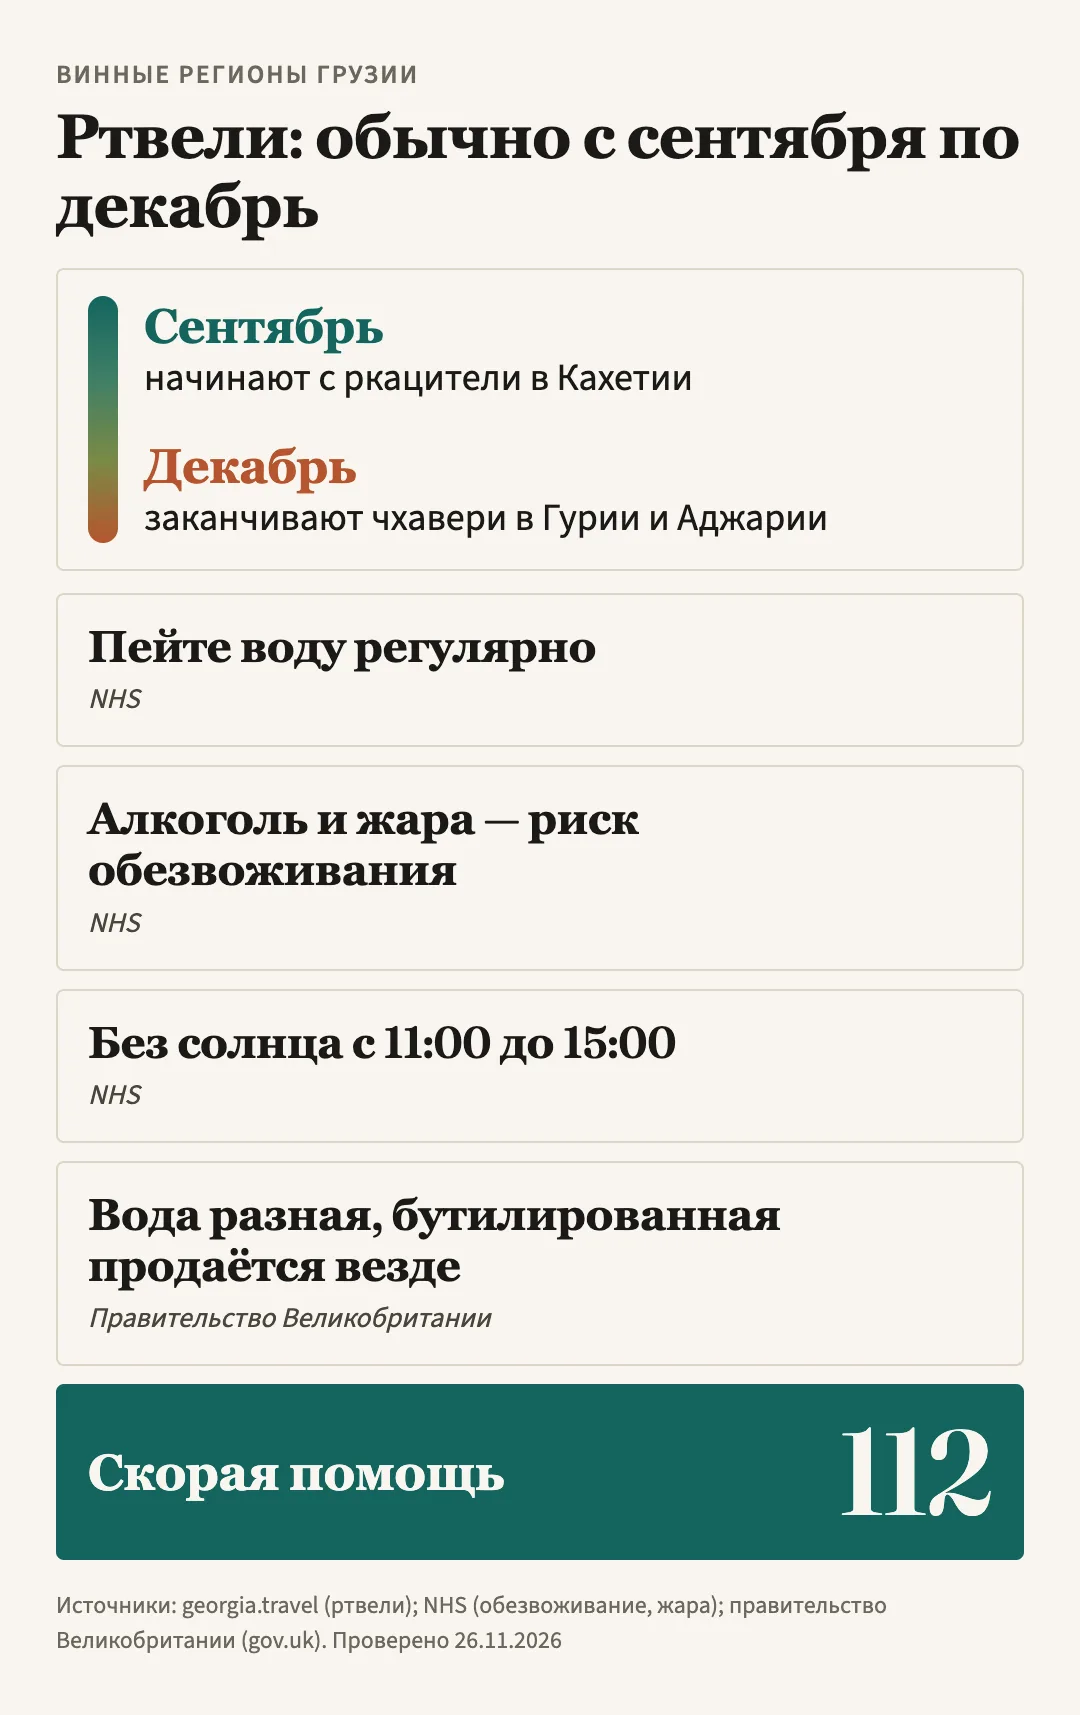 ВИННЫЕ РЕГИОНЫ ГРУЗИИ
Ртвели: обычно с сентября по
декабрь
Сентябрь
начинают с ркацители в Кахетии
Декабрь
заканчивают чхавери в Гурии и Аджарии
Пейте воду регулярно
NHS
Алкоголь и жара — риск
обезвоживания
NHS
Без солнца с 11:00 до 15:00
NHS
Вода разная, бутилированная
продаётся везде
Правительство Великобритании
Скорая помощь
112
Источники: georgia.travel (ртвели); NHS (обезвоживание, жара); правительство
Великобритании (gov.uk). Проверено 26.11.2026